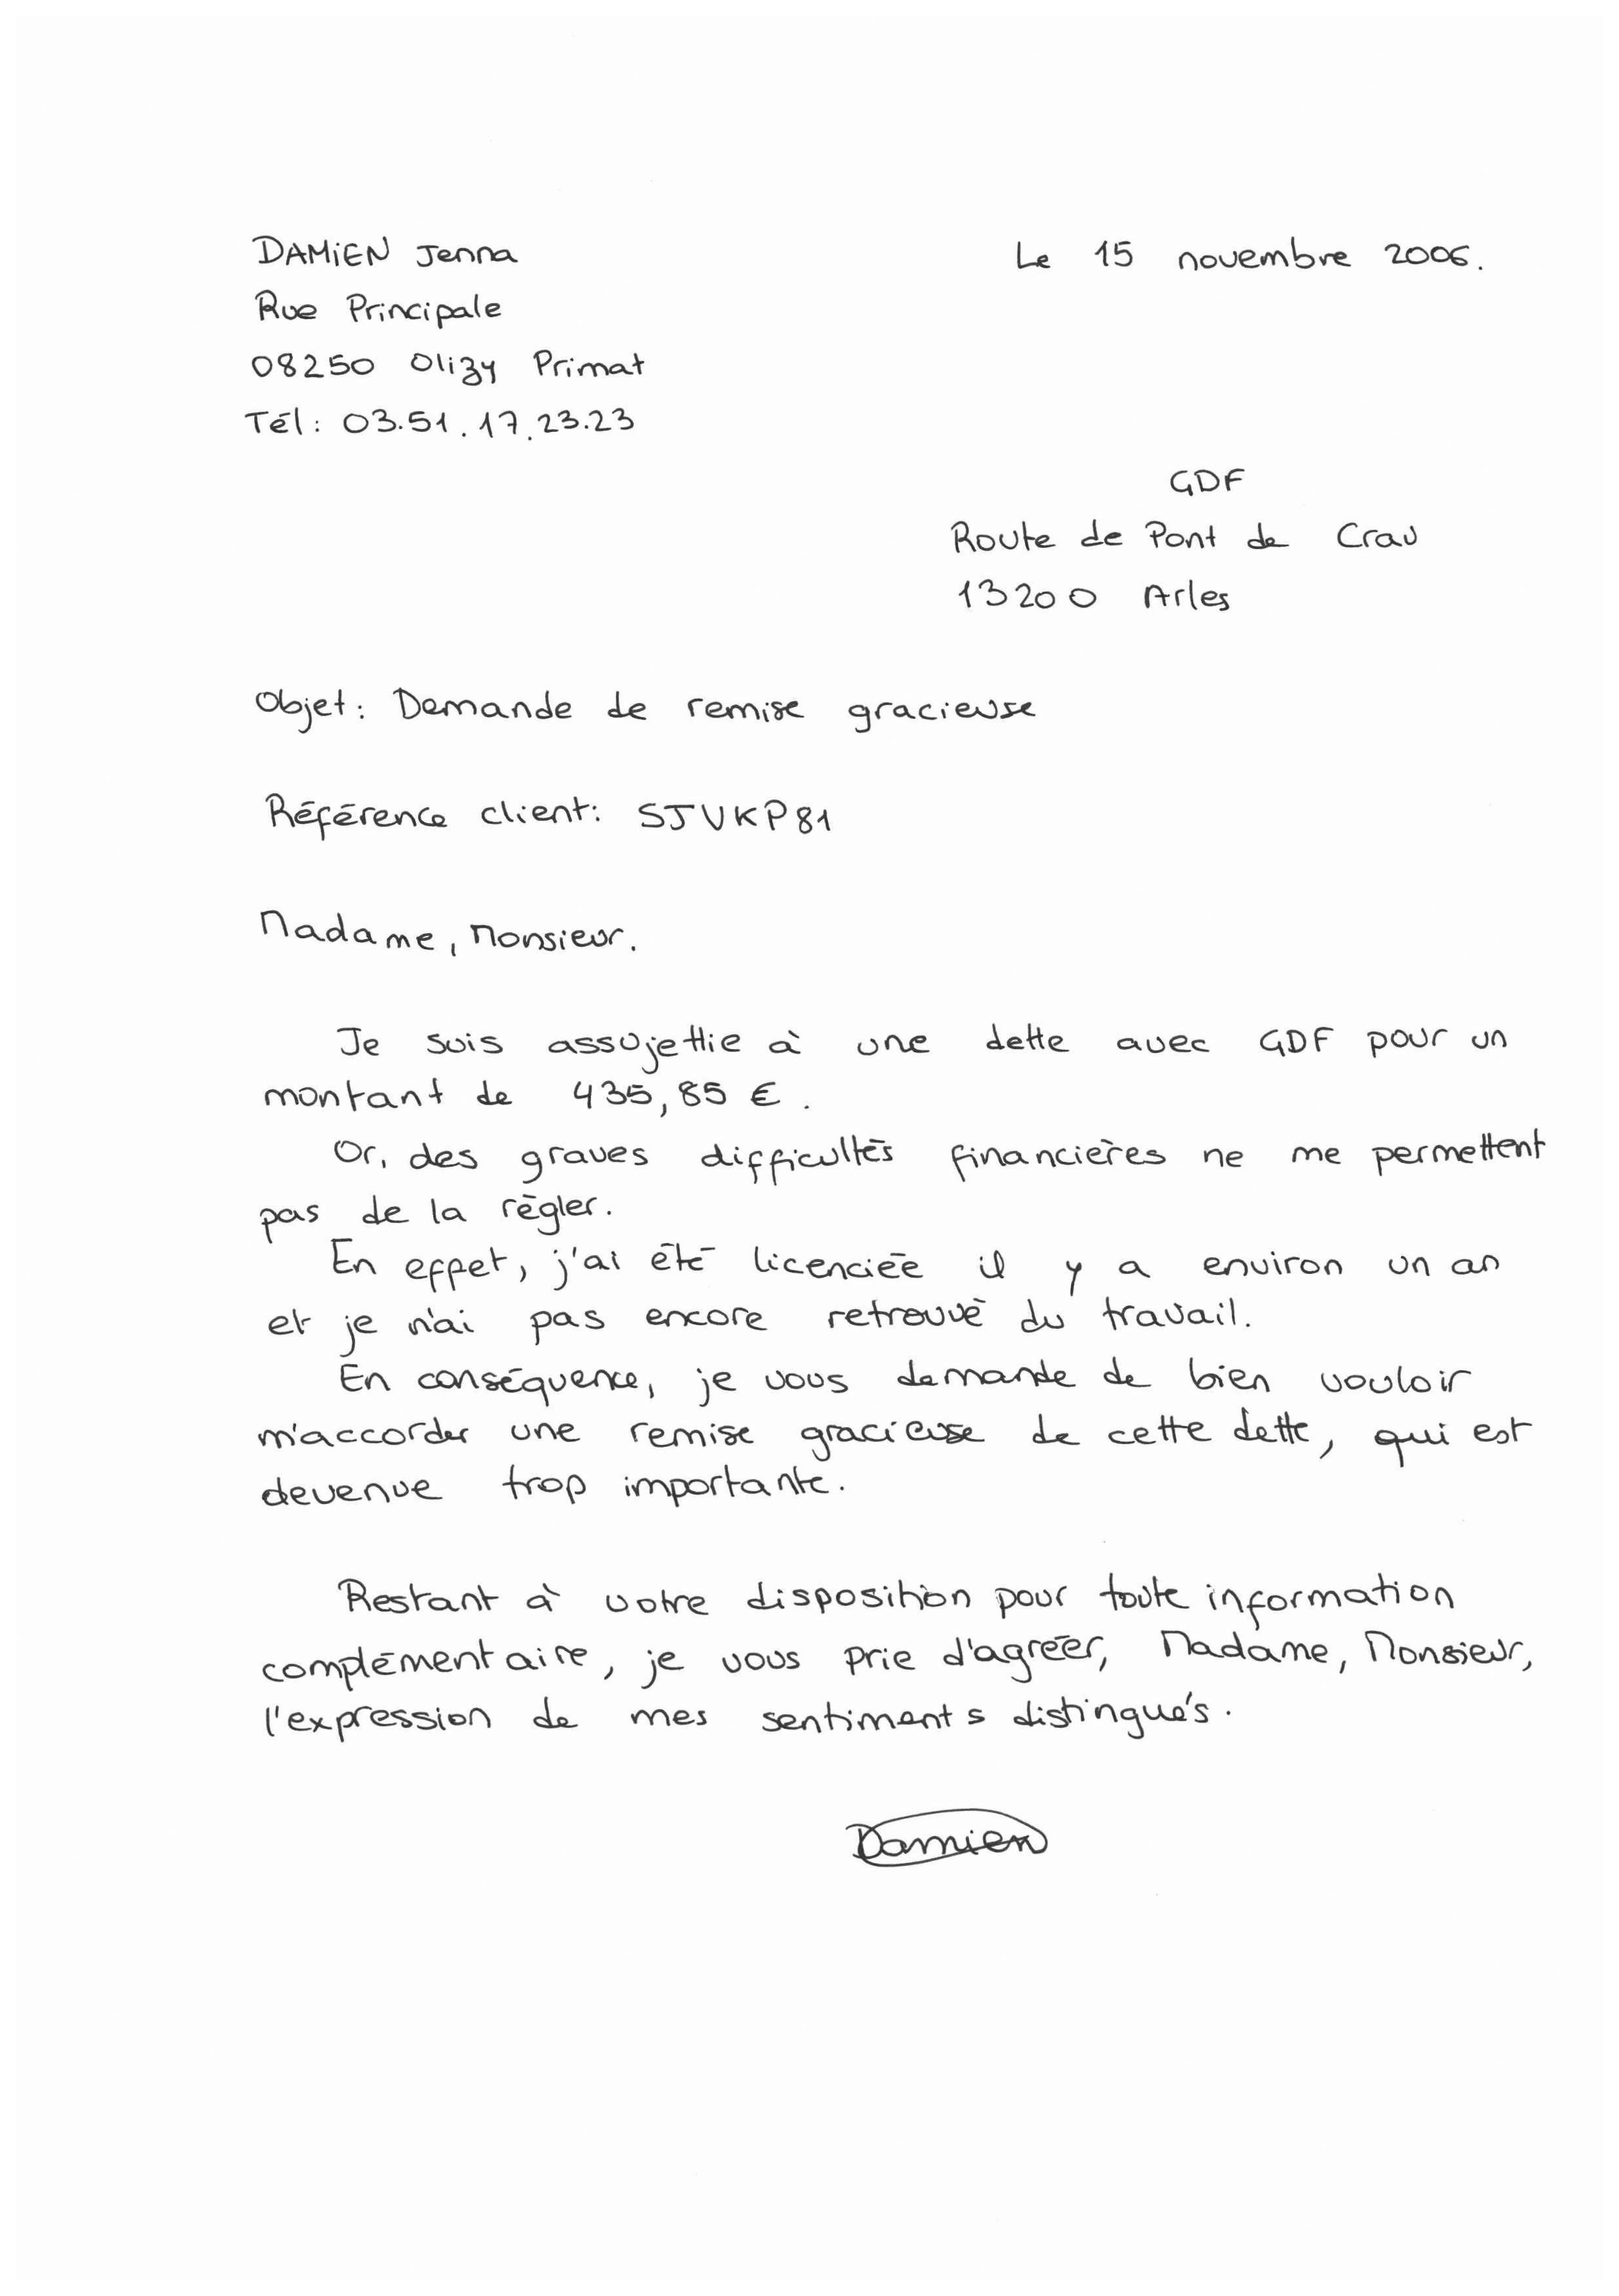 DAMiEN Jenna
Le 15 novembre 2006.
Rue Principale
08250 Olizy Primat
Tél : 03.51.17.23.23
GDF
Route de Pont de Crau
13200 Arles
Objet : Demande de remise gracieuse
Référence client : SJVKP81
Madame, Monsieur.
Je suis assujettie à une dette avec GDF pour un
montant de 435,85 €.
Or, des graves difficultés financières ne me permettent
pas de la régler.
En effet, j'ai été licenciée il y a environ un an
et je n'ai pas encore retrouvé du travail.
En conséquence, je vous demande de bien vouloir
m'accorder une remise gracieuse de cette dette, qui est
devenue trop importante.
Restant à votre disposition pour toute information
complémentaire, je vous prie d'agréer, Madame, Monsieur,
l'expression de mes sentiments distingués.
Damien